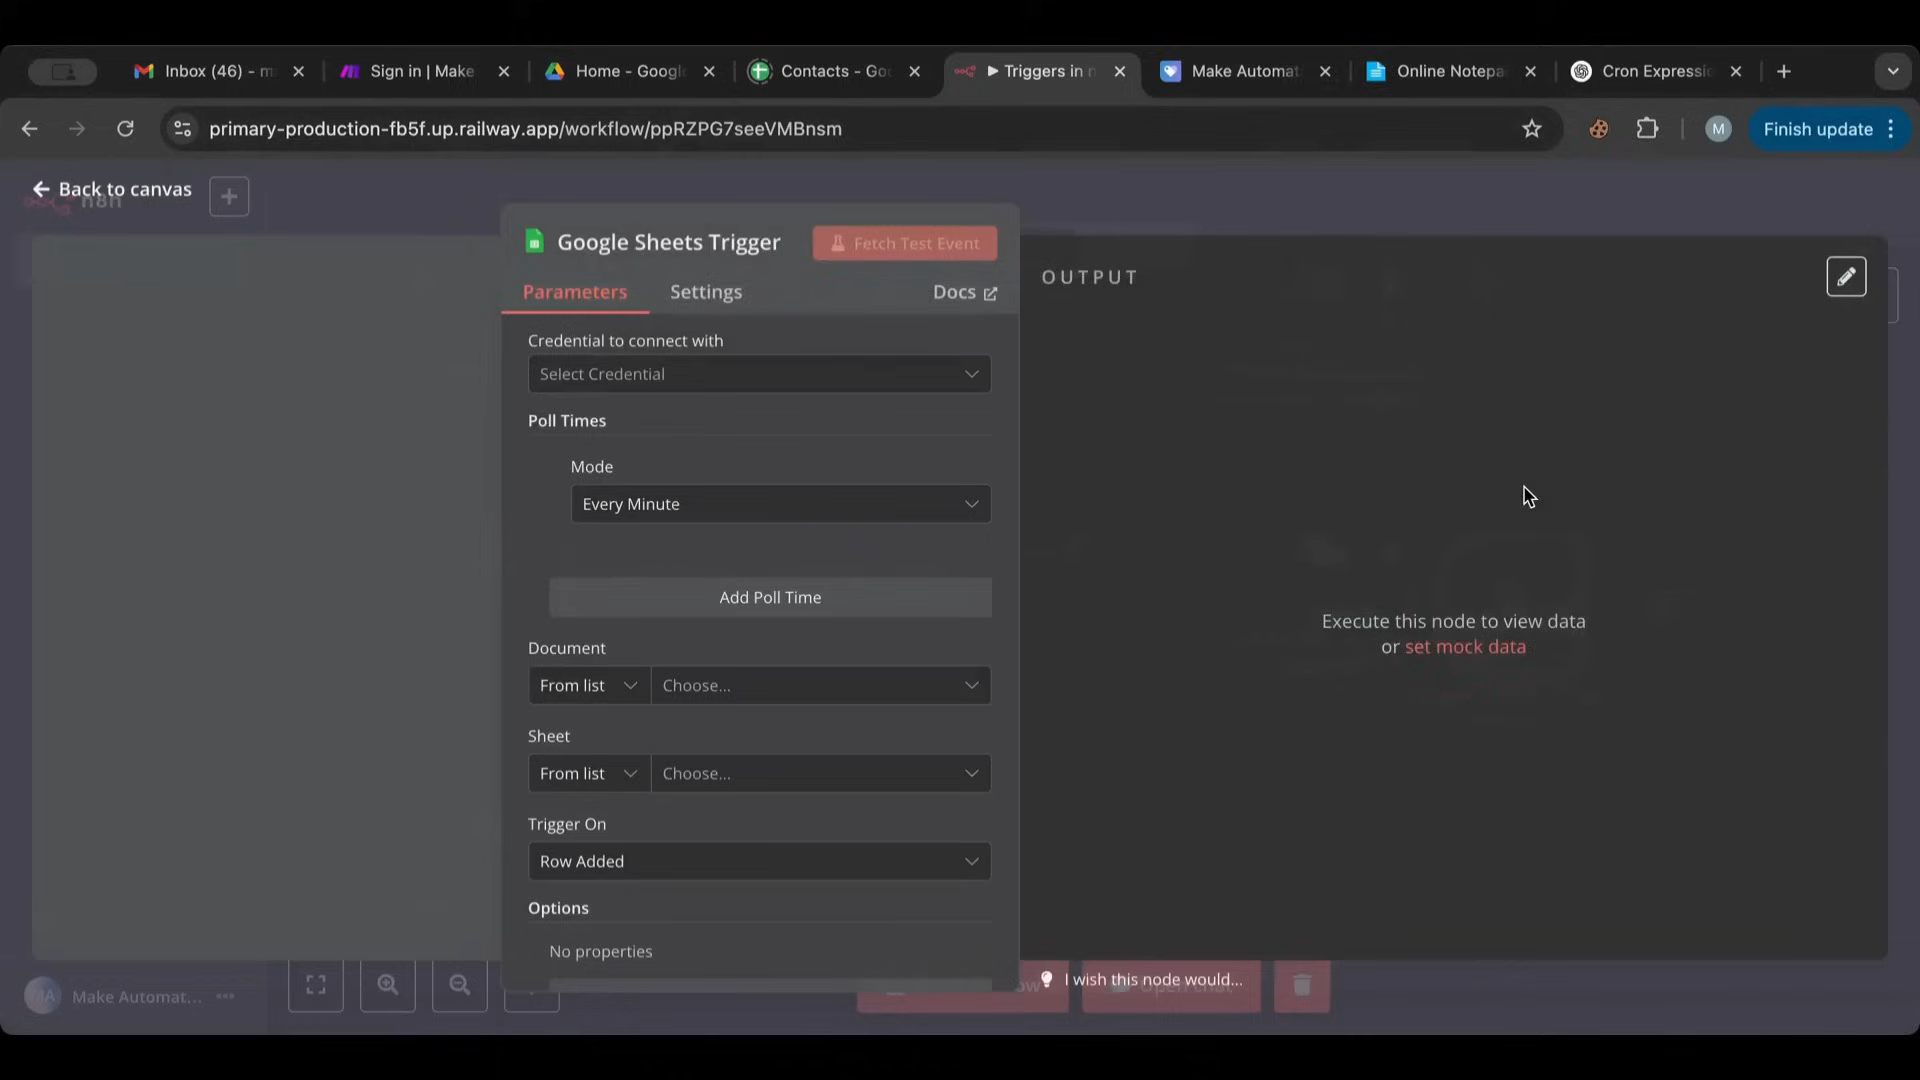 Inbox (46) - m
Sign in | Make
Home - Googl
Contacts - Go
▶ Triggers in n
Make Automat
Online Notepa
Cron Expressi
primary-production-fb5f.up.railway.app/workflow/ppRZPG7seeVMBnsm
M
Finish update
Back to canvas
n8n
Google Sheets Trigger
Fetch Test Event
OUTPUT
Parameters
Settings
Docs
Credential to connect with
Select Credential
Poll Times
Mode
Every Minute
Add Poll Time
Execute this node to view data
or set mock data
Document
From list
Choose...
Sheet
From list
Choose...
Trigger On
Row Added
Options
No properties
I wish this node would...
MA
Make Automat...